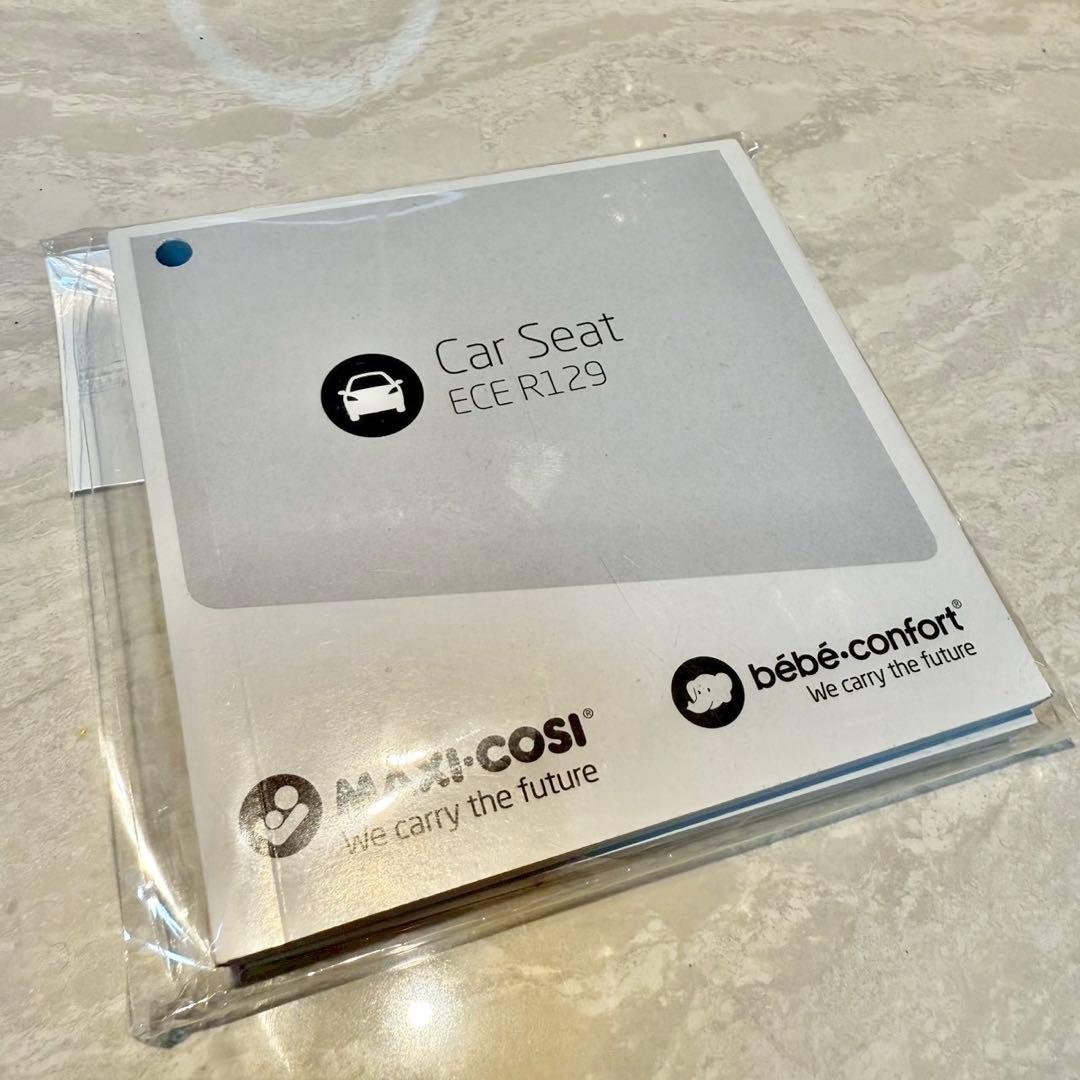 Car Seat
ECE R129
bébé·confort®
We carry the future
MAXI·COSI®
We carry the future